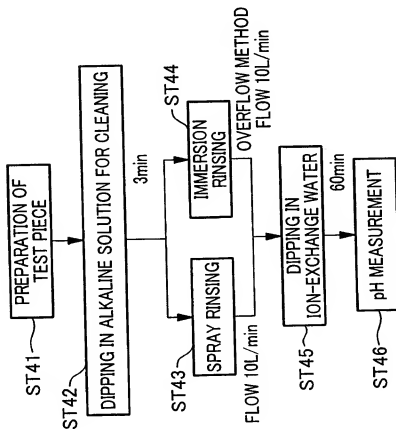 ST41
PREPARATION OF
TEST PIECE
ST42
DIPPING IN ALKALINE SOLUTION FOR CLEANING
3min
ST43
SPRAY RINSING
FLOW 10L/min
ST44
IMMERSION
RINSING
OVERFLOW METHOD
FLOW 10L/min
ST45
DIPPING IN
ION-EXCHANGE WATER
60min
ST46
pH MEASUREMENT